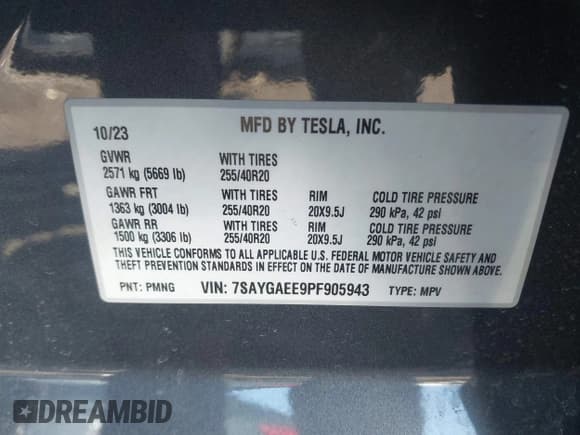 10/23 MFD BY TESLA, INC.
GVWR WITH TIRES
2571 kg (5669 lb) 255/40R20
GAWR FRT WITH TIRES RIM COLD TIRE PRESSURE
1363 kg (3004 lb) 255/40R20 20X9.5J 290 kPa, 42 psi
GAWR RR WITH TIRES RIM COLD TIRE PRESSURE
1500 kg (3306 lb) 255/40R20 20X9.5J 290 kPa, 42 psi
THIS VEHICLE CONFORMS TO ALL APPLICABLE U.S. FEDERAL MOTOR VEHICLE SAFETY AND
THEFT PREVENTION STANDARDS IN EFFECT ON THE DATE OF MANUFACTURE SHOWN ABOVE.
PNT: PMNG VIN: 7SAYGAEE9PF905943 TYPE: MPV
DREAMBID